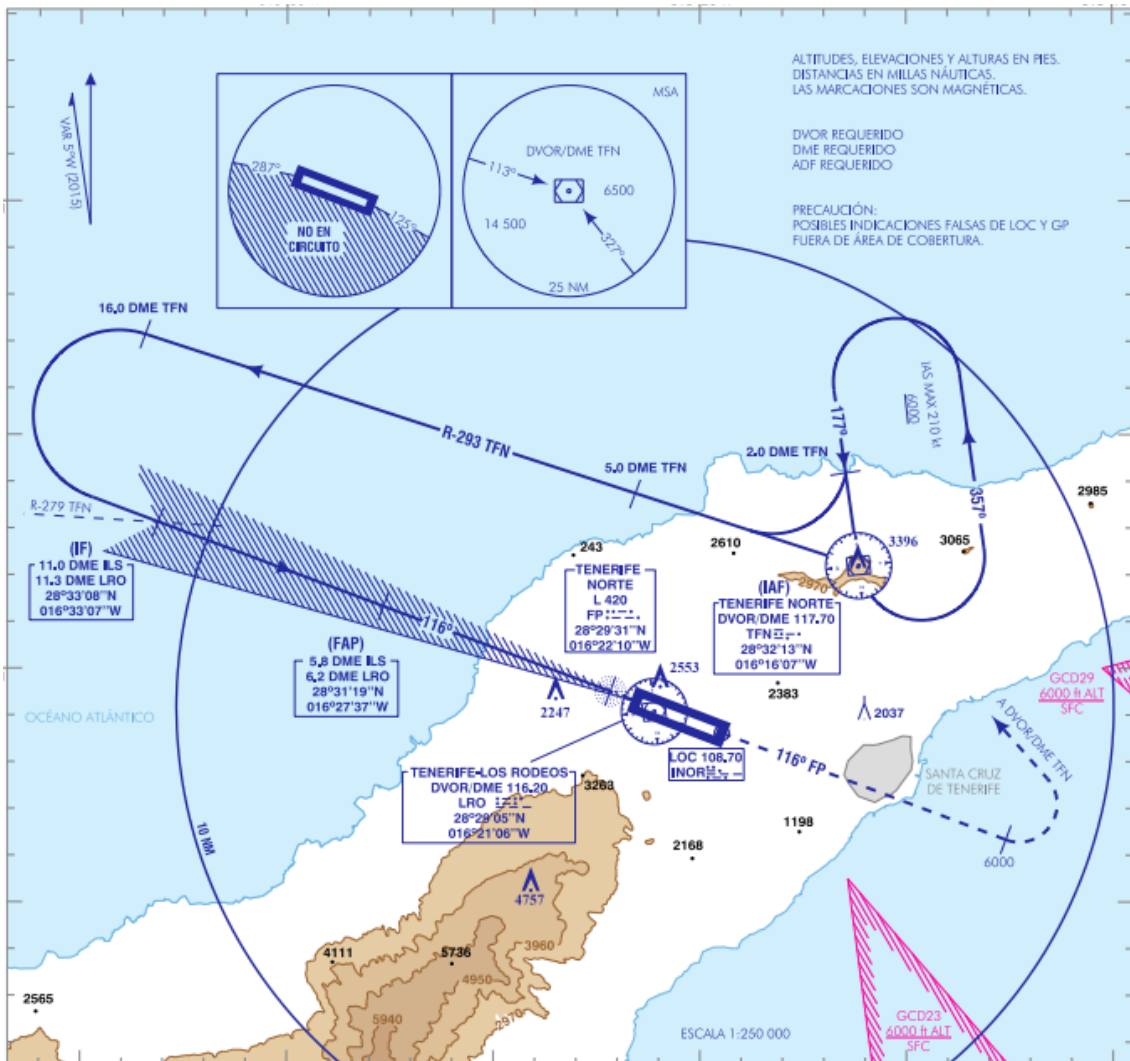 ALTITUDES, ELEVACIONES Y ALTURAS EN PIES.
DISTANCIAS EN MILLAS NÁUTICAS.
LAS MARCACIONES SON MAGNÉTICAS.
DVOR REQUERIDO
DME REQUERIDO
ADF REQUERIDO
PRECAUCIÓN:
POSIBLES INDICACIONES FALSAS DE LOC Y GP
FUERA DE ÁREA DE COBERTURA.
VAR 5°W (2015)
287°
125°
NO EN
CIRCUITO
MSA
DVOR/DME TFN
113°
6500
14 500
327°
25 NM
16.0 DME TFN
R-293 TFN
5.0 DME TFN
2.0 DME TFN
177°
IAS MAX 210 kt
6000
357°
2985
R-279 TFN
(IF)
11.0 DME ILS
11.3 DME LRO
28°33'08"N
016°33'07"W
116°
(FAP)
5.8 DME ILS
6.2 DME LRO
28°31'19"N
016°27'37"W
243
2610
3396
3065
2970
TENERIFE
NORTE
L 420
FP
28°29'31"N
016°22'10"W
(IAF)
TENERIFE NORTE
DVOR/DME 117.70
TFN
28°32'13"N
016°16'07"W
2553
2247
2383
2037
GCD29
6000 ft ALT
SFC
OCÉANO ATLÁNTICO
A DVOR/DME TFN
LOC 108.70
INOR
116° FP
SANTA CRUZ
DE TENERIFE
TENERIFE-LOS RODEOS
DVOR/DME 116.20
LRO
28°29'05"N
016°21'06"W
3263
10 NM
2168
1198
6000
4757
4111
5736
3960
4950
5940
2970
2565
ESCALA 1:250 000
GCD23
6000 ft ALT
SFC